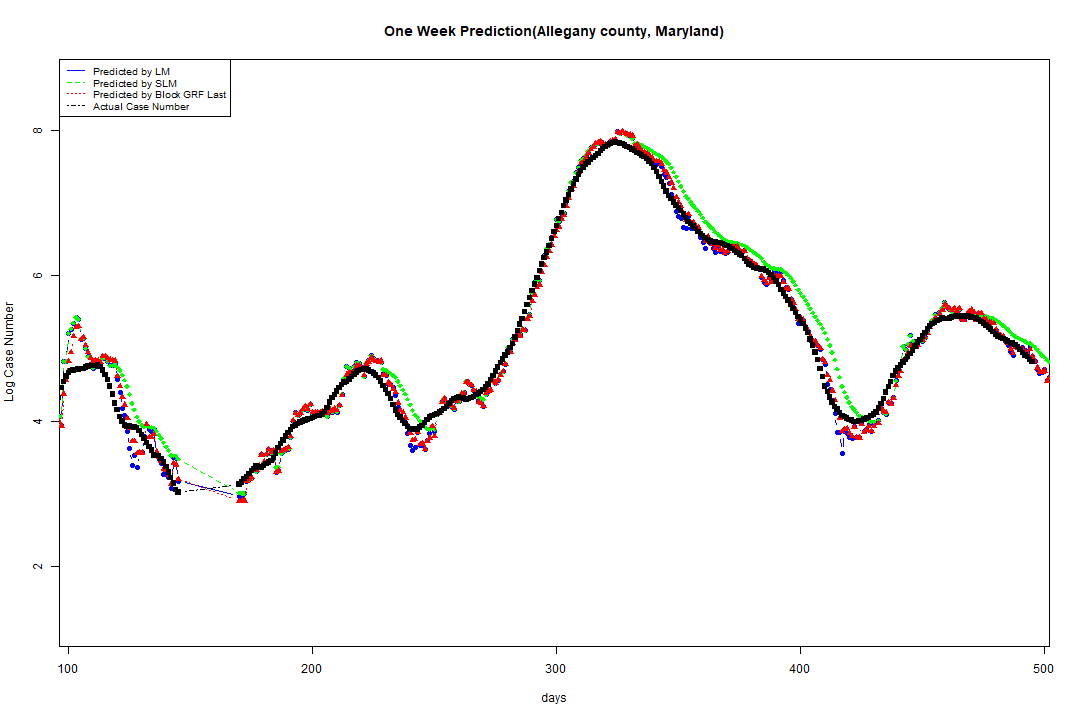 One Week Prediction(Allegany county, Maryland)
Predicted by LM
Predicted by SLM
Predicted by Block GRF Last
Actual Case Number
8
6
4
2
Log Case Number
100 200 300 400 500
days